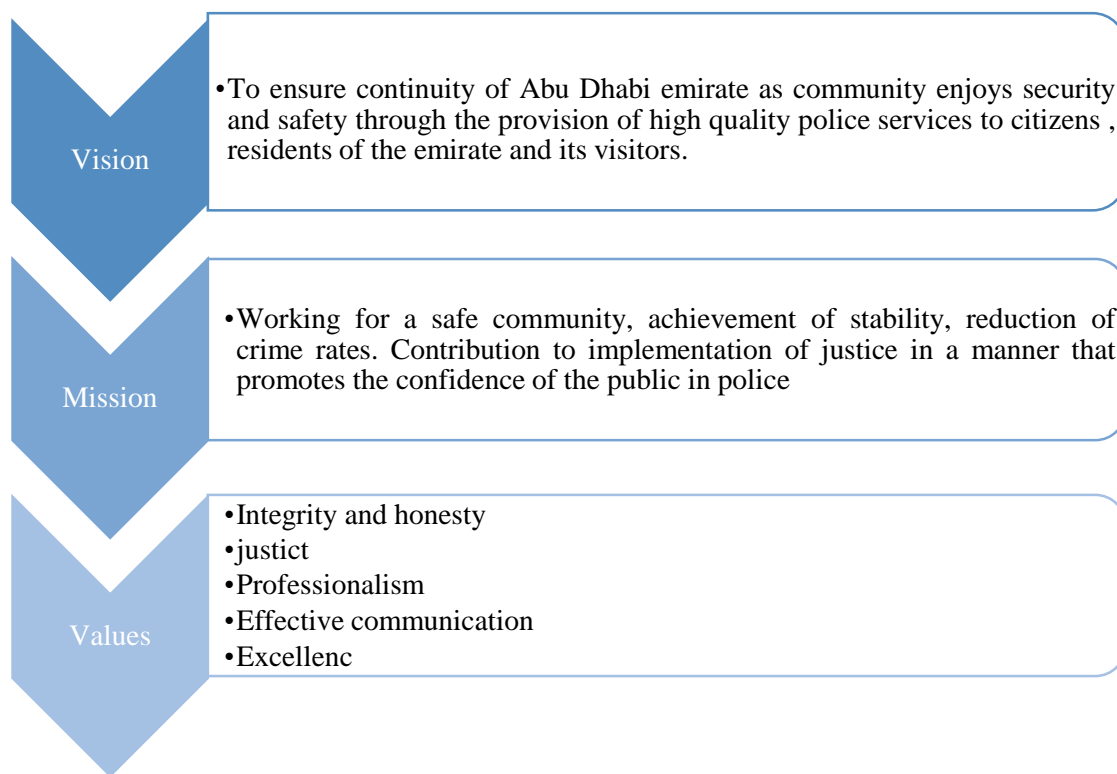 Vision
•To ensure continuity of Abu Dhabi emirate as community enjoys security
and safety through the provision of high quality police services to citizens ,
residents of the emirate and its visitors.
Mission
•Working for a safe community, achievement of stability, reduction of
crime rates. Contribution to implementation of justice in a manner that
promotes the confidence of the public in police
Values
•Integrity and honesty
•justict
•Professionalism
•Effective communication
•Excellenc